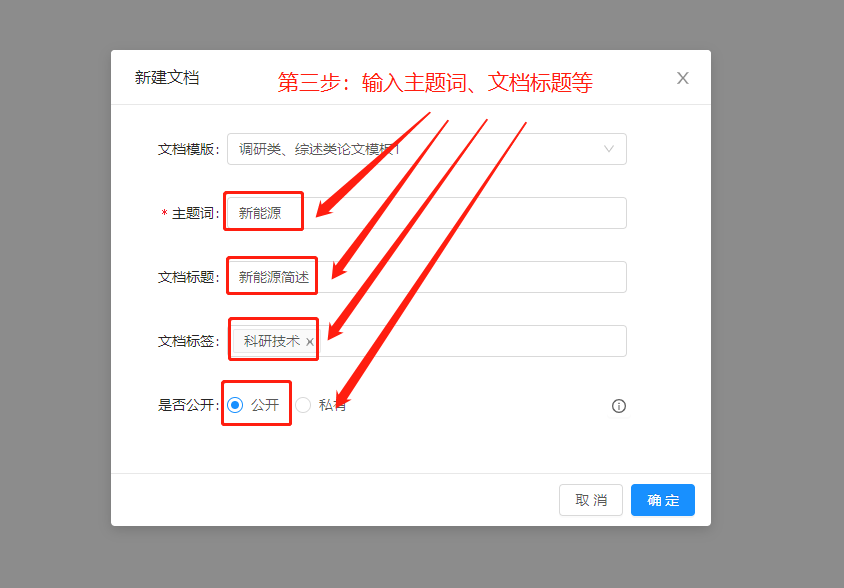 新建文档
第三步：输入主题词、文档标题等
文档模版： 调研类、综述类论文模板1
* 主题词： 新能源
文档标题： 新能源简述
文档标签： 科研技术 ×
是否公开： 公开 私有
取 消 确 定